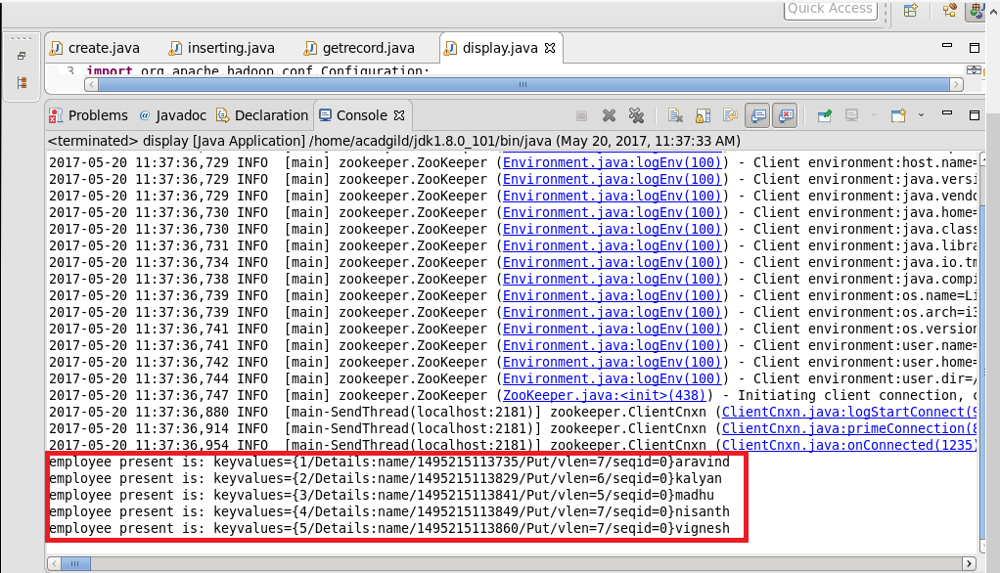 Quick Access
create.java inserting.java getrecord.java display.java
3 import org.apache.hadoop.conf.Configuration;
Problems @ Javadoc Declaration Console
<terminated> display [Java Application] /home/acadgild/jdk1.8.0_101/bin/java (May 20, 2017, 11:37:33 AM)
2017-05-20 11:37:36,729 INFO [main] zookeeper.ZooKeeper (Environment.java:logEnv(100)) - Client environment:host.name=
2017-05-20 11:37:36,729 INFO [main] zookeeper.ZooKeeper (Environment.java:logEnv(100)) - Client environment:java.versi
2017-05-20 11:37:36,729 INFO [main] zookeeper.ZooKeeper (Environment.java:logEnv(100)) - Client environment:java.vendo
2017-05-20 11:37:36,730 INFO [main] zookeeper.ZooKeeper (Environment.java:logEnv(100)) - Client environment:java.home=
2017-05-20 11:37:36,730 INFO [main] zookeeper.ZooKeeper (Environment.java:logEnv(100)) - Client environment:java.class
2017-05-20 11:37:36,731 INFO [main] zookeeper.ZooKeeper (Environment.java:logEnv(100)) - Client environment:java.libra
2017-05-20 11:37:36,734 INFO [main] zookeeper.ZooKeeper (Environment.java:logEnv(100)) - Client environment:java.io.tm
2017-05-20 11:37:36,738 INFO [main] zookeeper.ZooKeeper (Environment.java:logEnv(100)) - Client environment:java.compi
2017-05-20 11:37:36,739 INFO [main] zookeeper.ZooKeeper (Environment.java:logEnv(100)) - Client environment:os.name=Li
2017-05-20 11:37:36,739 INFO [main] zookeeper.ZooKeeper (Environment.java:logEnv(100)) - Client environment:os.arch=i3
2017-05-20 11:37:36,741 INFO [main] zookeeper.ZooKeeper (Environment.java:logEnv(100)) - Client environment:os.version
2017-05-20 11:37:36,741 INFO [main] zookeeper.ZooKeeper (Environment.java:logEnv(100)) - Client environment:user.name=
2017-05-20 11:37:36,742 INFO [main] zookeeper.ZooKeeper (Environment.java:logEnv(100)) - Client environment:user.home=
2017-05-20 11:37:36,744 INFO [main] zookeeper.ZooKeeper (Environment.java:logEnv(100)) - Client environment:user.dir=/
2017-05-20 11:37:36,747 INFO [main] zookeeper.ZooKeeper (ZooKeeper.java:<init>(438)) - Initiating client connection, c
2017-05-20 11:37:36,880 INFO [main-SendThread(localhost:2181)] zookeeper.ClientCnxn (ClientCnxn.java:logStartConnect(9
2017-05-20 11:37:36,914 INFO [main-SendThread(localhost:2181)] zookeeper.ClientCnxn (ClientCnxn.java:primeConnection(8
2017-05-20 11:37:36,954 INFO [main-SendThread(localhost:2181)] zookeeper.ClientCnxn (ClientCnxn.java:onConnected(1235)
employee present is: keyvalues={1/Details:name/1495215113735/Put/vlen=7/seqid=0}aravind
employee present is: keyvalues={2/Details:name/1495215113829/Put/vlen=6/seqid=0}kalyan
employee present is: keyvalues={3/Details:name/1495215113841/Put/vlen=5/seqid=0}madhu
employee present is: keyvalues={4/Details:name/1495215113849/Put/vlen=7/seqid=0}nisanth
employee present is: keyvalues={5/Details:name/1495215113860/Put/vlen=7/seqid=0}vignesh